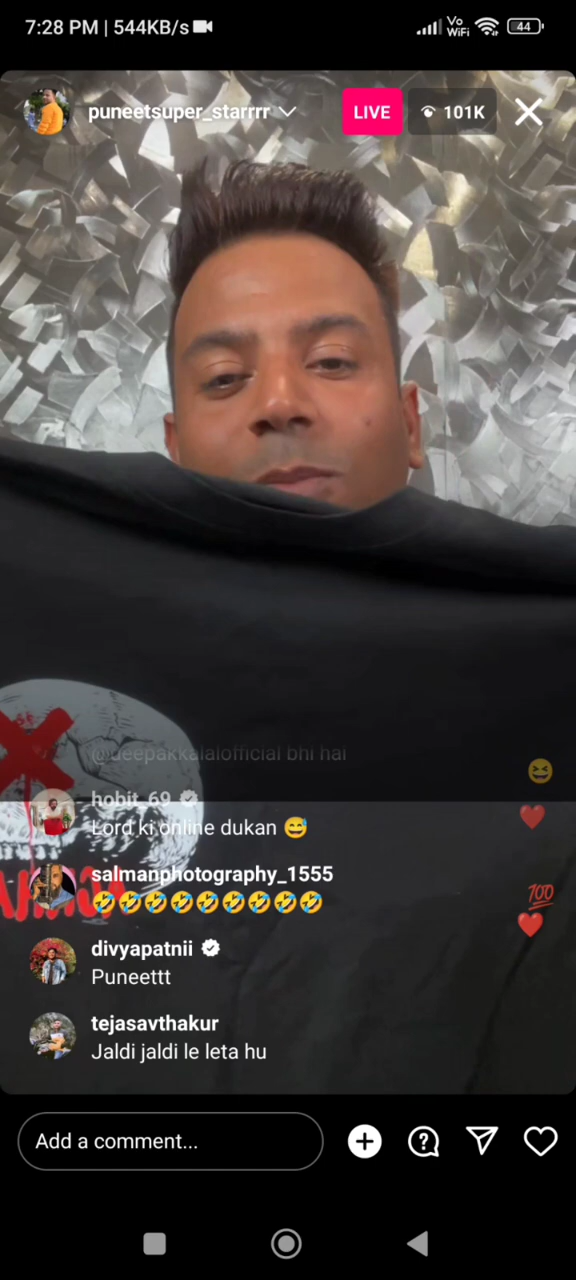 7:28 PM | 544KB/s
Vo
WiFi
44
puneetsuper_starrrr
LIVE
101K
@deepakkalalofficial bhi hai
hobit_69
Lord ki online dukan 😅
salmanphotography_1555
🤣🤣🤣🤣🤣🤣🤣🤣🤣
💯
divyapatnii
Puneettt
tejasavthakur
Jaldi jaldi le leta hu
Add a comment...